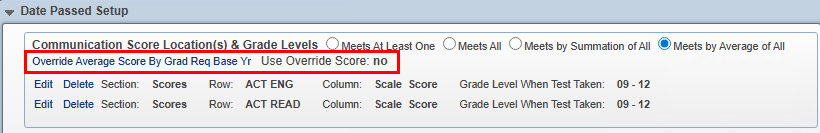 Date Passed Setup
Communication Score Location(s) & Grade Levels Meets At Least One Meets All Meets by Summation of All Meets by Average of All
Override Average Score By Grad Req Base Yr Use Override Score: no
Edit Delete Section: Scores Row: ACT ENG Column: Scale Score Grade Level When Test Taken: 09 - 12
Edit Delete Section: Scores Row: ACT READ Column: Scale Score Grade Level When Test Taken: 09 - 12